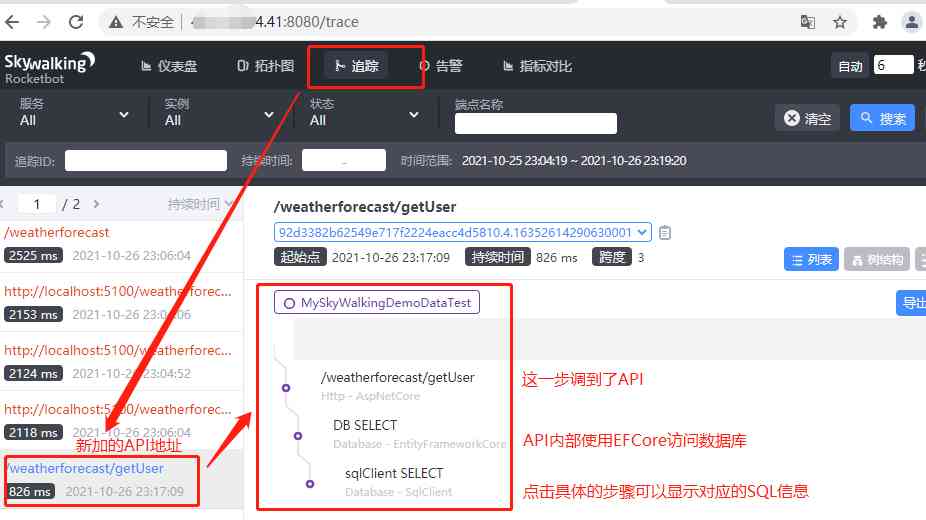 不安全 4.41:8080/trace
Skywalking
Rocketbot
仪表盘 拓扑图 追踪 告警 指标对比 自动 6 秒
服务 实例 状态 端点名称
All All All 清空 搜索
追踪ID: 持续时间: - 时间范围: 2021-10-25 23:04:19 ~ 2021-10-26 23:19:20
1 / 2 持续时间
/weatherforecast
2525 ms 2021-10-26 23:06:04
http://localhost:5100/weatherforec...
2153 ms 2021-10-26 23:04:06
http://localhost:5100/weatherforec...
2124 ms 2021-10-26 23:04:52
http://localhost:5100/weatherforec...
2118 ms 2021-10-26 23:06:04
新加的API地址
/weatherforecast/getUser
826 ms 2021-10-26 23:17:09
/weatherforecast/getUser
92d3382b62549e717f2224eacc4d5810.4.16352614290630001
起始点 2021-10-26 23:17:09 持续时间 826 ms 跨度 3
列表 树结构
MySkyWalkingDemoDataTest
导出
/weatherforecast/getUser
Http - AspNetCore
这一步调到了API
DB SELECT
Database - EntityFrameworkCore
API内部使用EFCore访问数据库
sqlClient SELECT
Database - SqlClient
点击具体的步骤可以显示对应的SQL信息